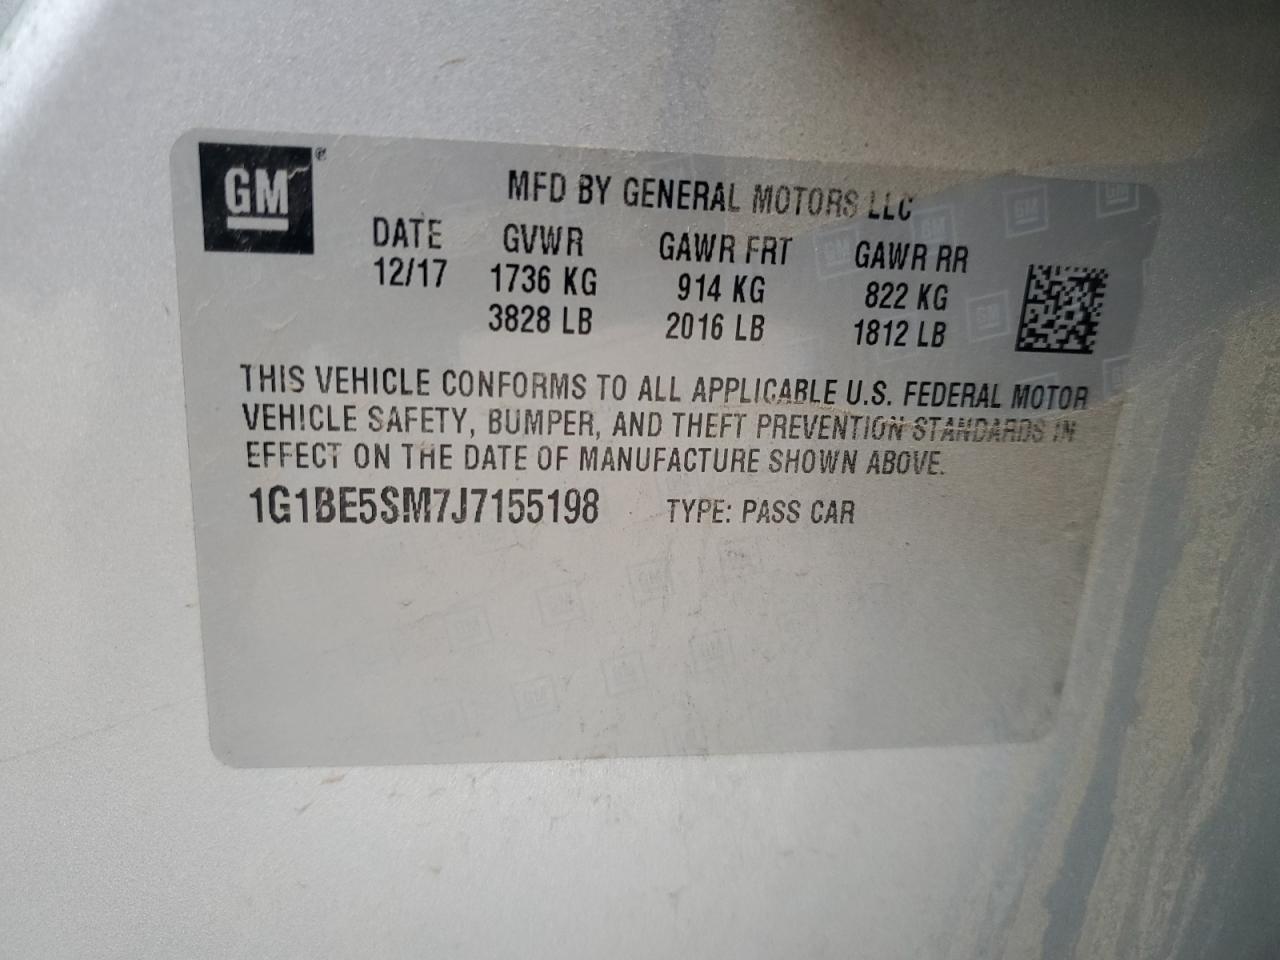 GM®
MFD BY GENERAL MOTORS LLC
DATE GVWR GAWR FRT GAWR RR
12/17 1736 KG 914 KG 822 KG
3828 LB 2016 LB 1812 LB
THIS VEHICLE CONFORMS TO ALL APPLICABLE U.S. FEDERAL MOTOR
VEHICLE SAFETY, BUMPER, AND THEFT PREVENTION STANDARDS IN
EFFECT ON THE DATE OF MANUFACTURE SHOWN ABOVE.
1G1BE5SM7J7155198 TYPE: PASS CAR